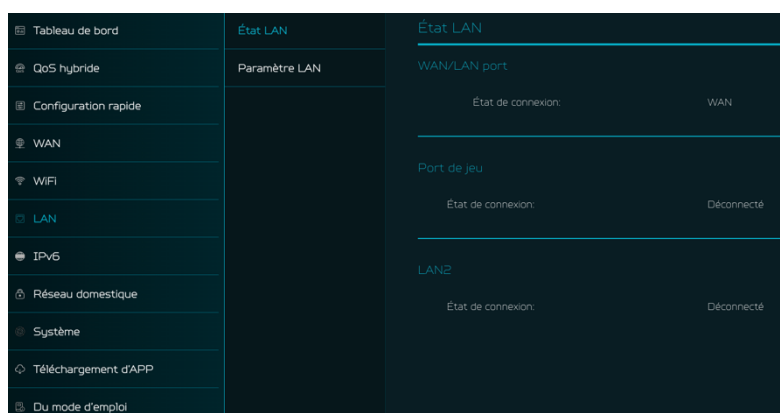 Tableau de bord
QoS hybride
Configuration rapide
WAN
WiFi
LAN
IPv6
Réseau domestique
Système
Téléchargement d'APP
Du mode d'emploi
État LAN
Paramètre LAN
État LAN
WAN/LAN port
État de connexion: WAN
Port de jeu
État de connexion: Déconnecté
LAN2
État de connexion: Déconnecté